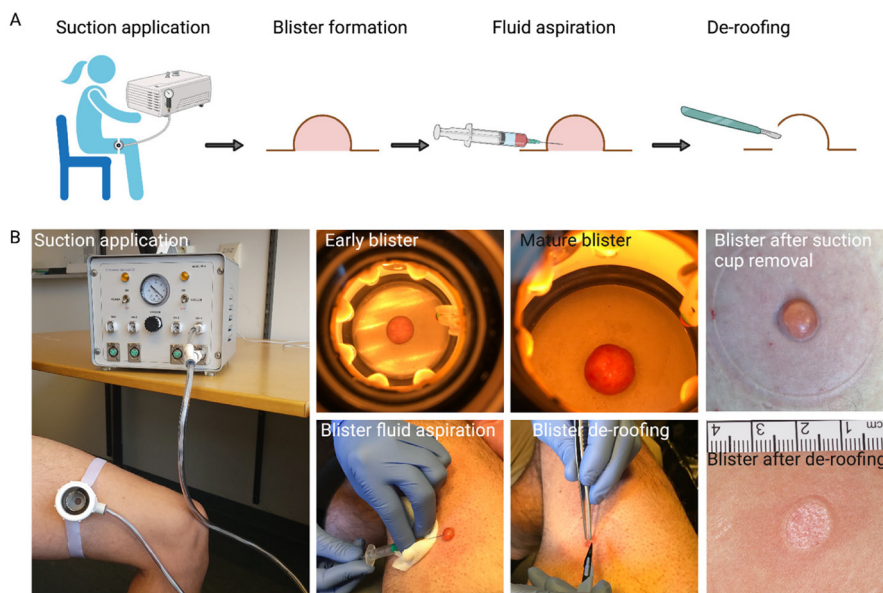 A
Suction application
Blister formation
Fluid aspiration
De-roofing
B
Suction application
Early blister
Mature blister
Blister after suction
cup removal
Blister fluid aspiration
Blister de-roofing
4 3 2 1 cm
Blister after de-roofing